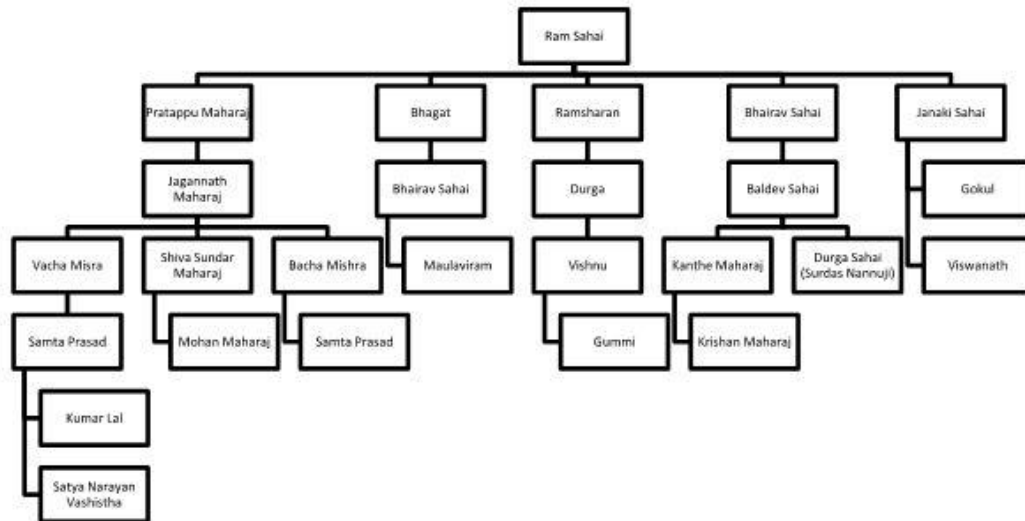 Ram Sahai
Pratappu Maharaj
Bhagat
Ramsharan
Bhairav Sahai
Janaki Sahai
Jagannath
Maharaj
Bhairav Sahai
Durga
Baldev Sahai
Gokul
Vacha Misra
Shiva Sundar
Maharaj
Bacha Mishra
Maulaviram
Vishnu
Kanthe Maharaj
Durga Sahai
(Surdas Nannuji)
Viswanath
Samta Prasad
Mohan Maharaj
Samta Prasad
Gummi
Krishan Maharaj
Kumar Lal
Satya Narayan
Vashistha